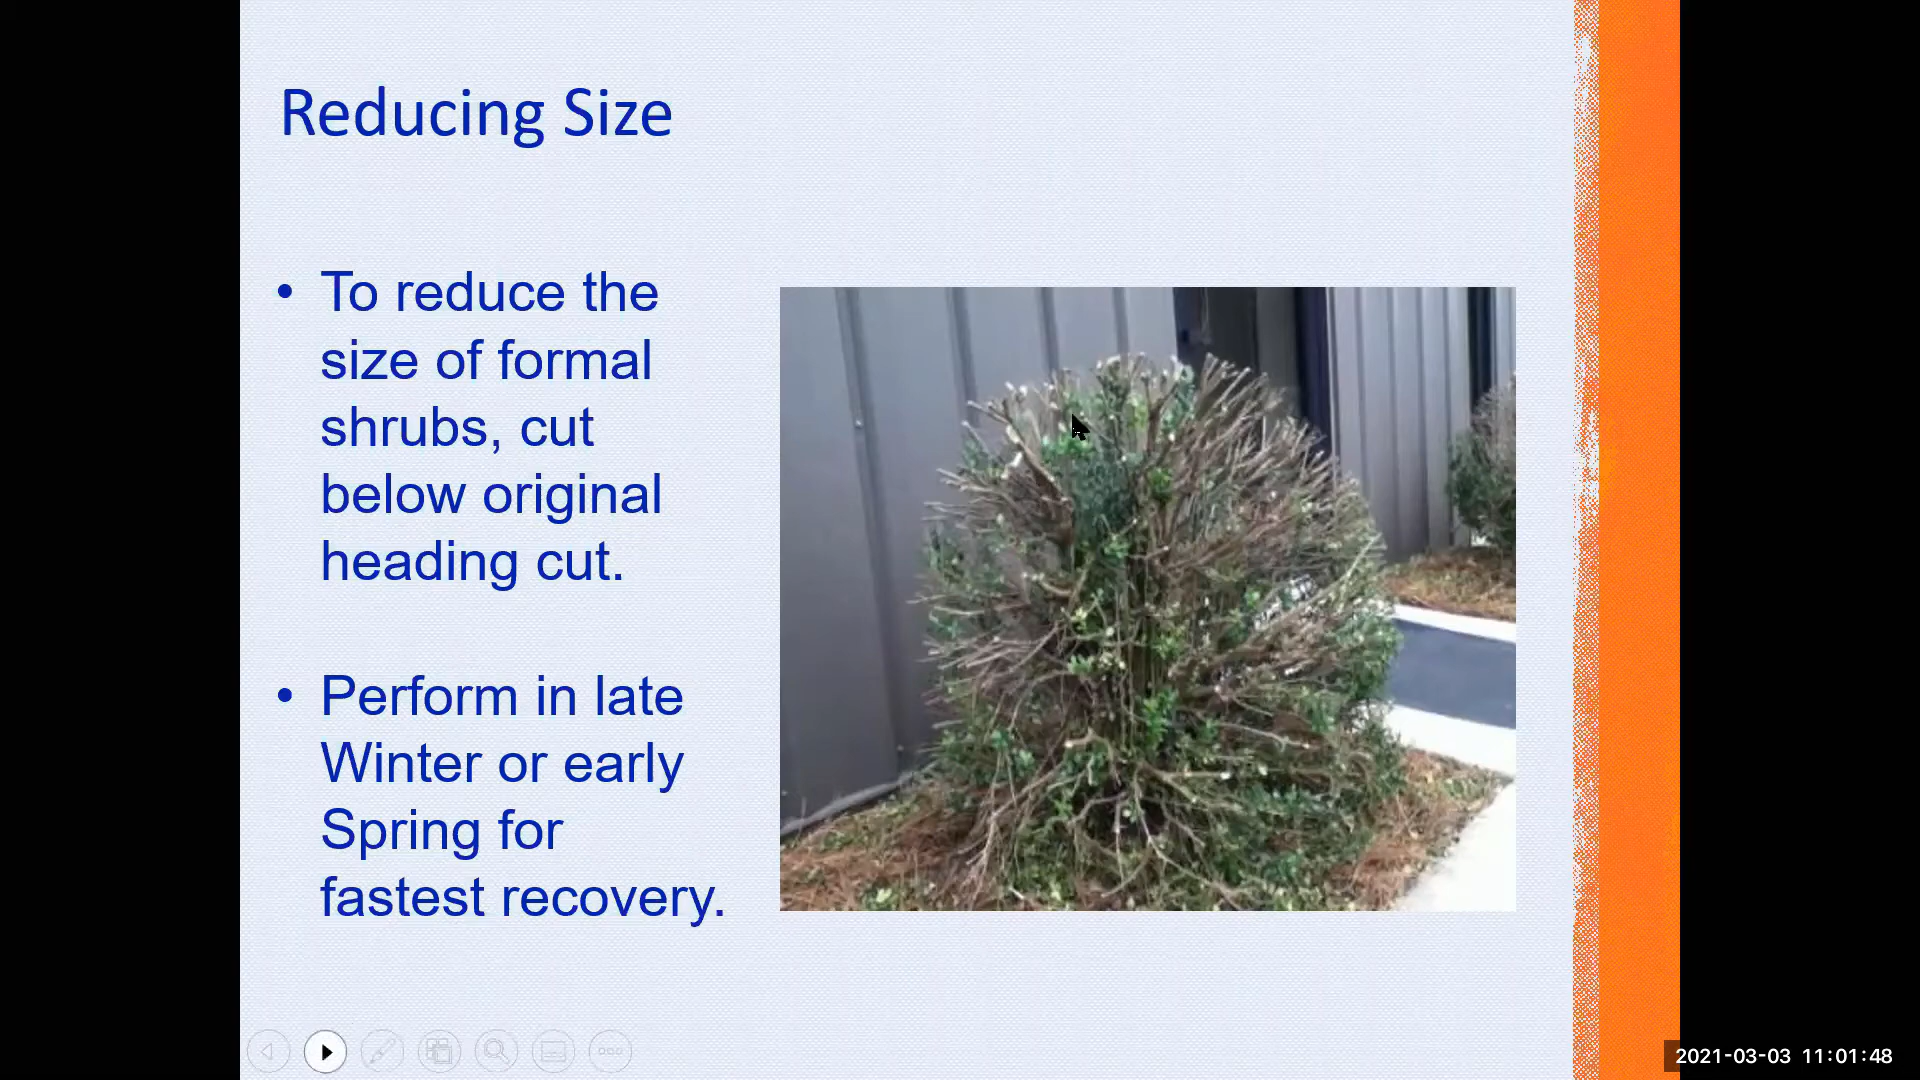 Reducing Size
• To reduce the
size of formal
shrubs, cut
below original
heading cut.
• Perform in late
Winter or early
Spring for
fastest recovery.
2021-03-03 11:01:48